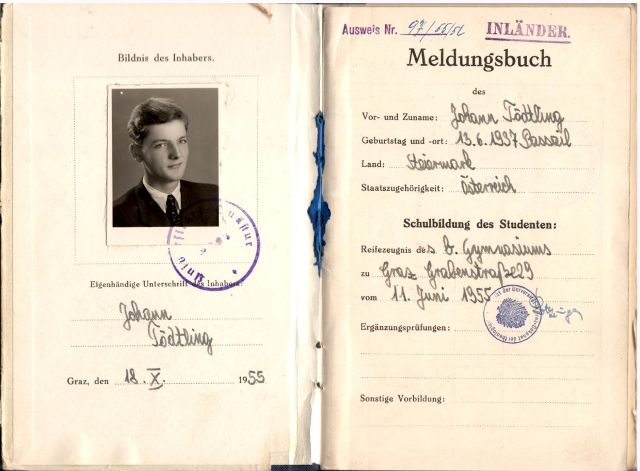 Bildnis des Inhabers.
Eigenhändige Unterschrift des Inhabers:
Johann
Tödtling
Graz, den 18. X. 1955
Ausweis Nr. 97/55/56
INLÄNDER.
Meldungsbuch
des
Vor- und Zuname: Johann Tödtling
Geburtstag und -ort: 13.6.1937 Passail
Land: Steiermark
Staatszugehörigkeit: Österreich
Schulbildung des Studenten:
Reifezeugnis des b. Gymnasiums
zu Graz Grabenstraße 29
vom 11. Juni 1955
Ergänzungsprüfungen:
Sonstige Vorbildung: